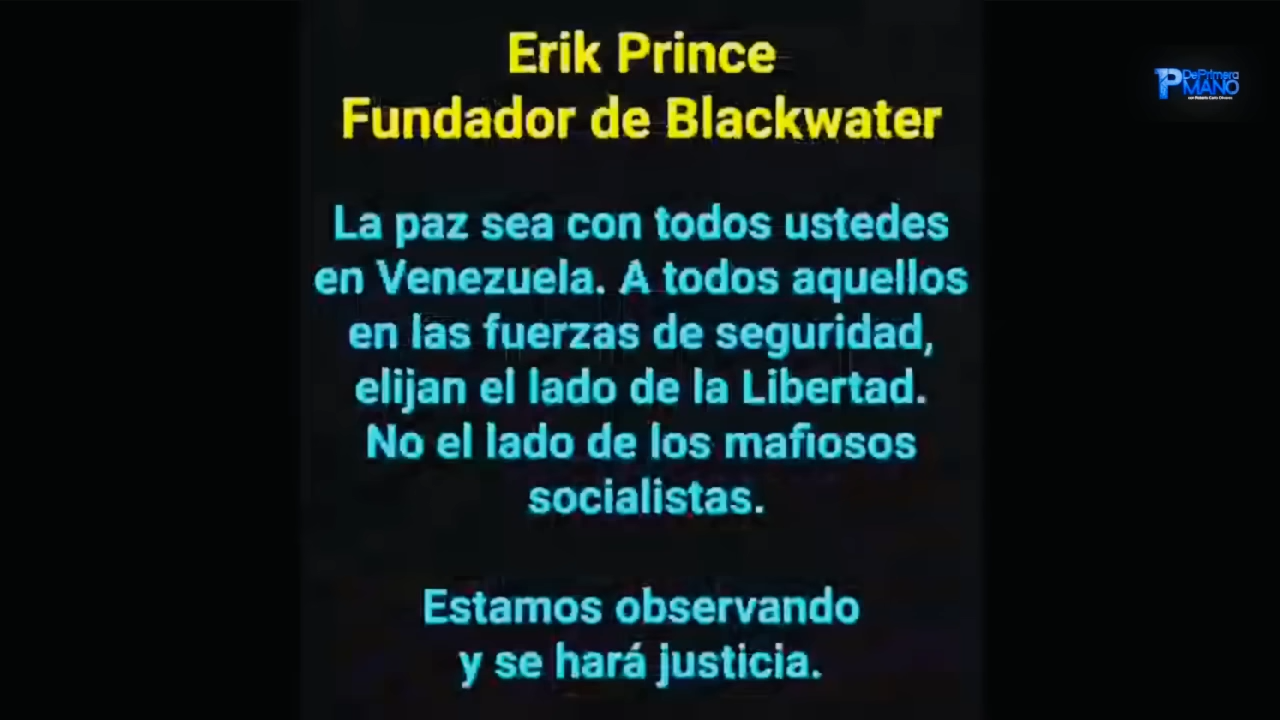 Erik Prince
Fundador de Blackwater
La paz sea con todos ustedes
en Venezuela. A todos aquellos
en las fuerzas de seguridad,
elijan el lado de la Libertad.
No el lado de los mafiosos
socialistas.
Estamos observando
y se hará justicia.
1P DePrimera
MANO